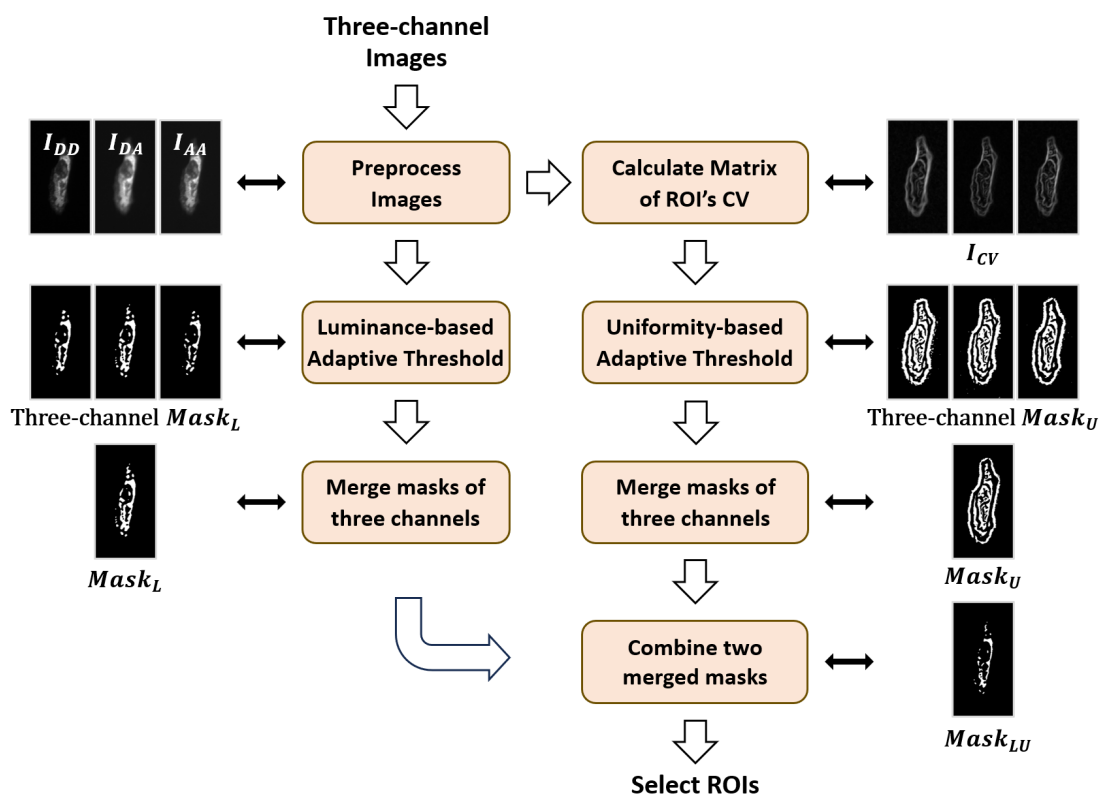 Three-channel
Images
I_DD I_DA I_AA
Preprocess
Images
Calculate Matrix
of ROI's CV
I_CV
Luminance-based
Adaptive Threshold
Uniformity-based
Adaptive Threshold
Three-channel Mask_L
Three-channel Mask_U
Merge masks of
three channels
Merge masks of
three channels
Mask_L
Mask_U
Combine two
merged masks
Mask_LU
Select ROIs